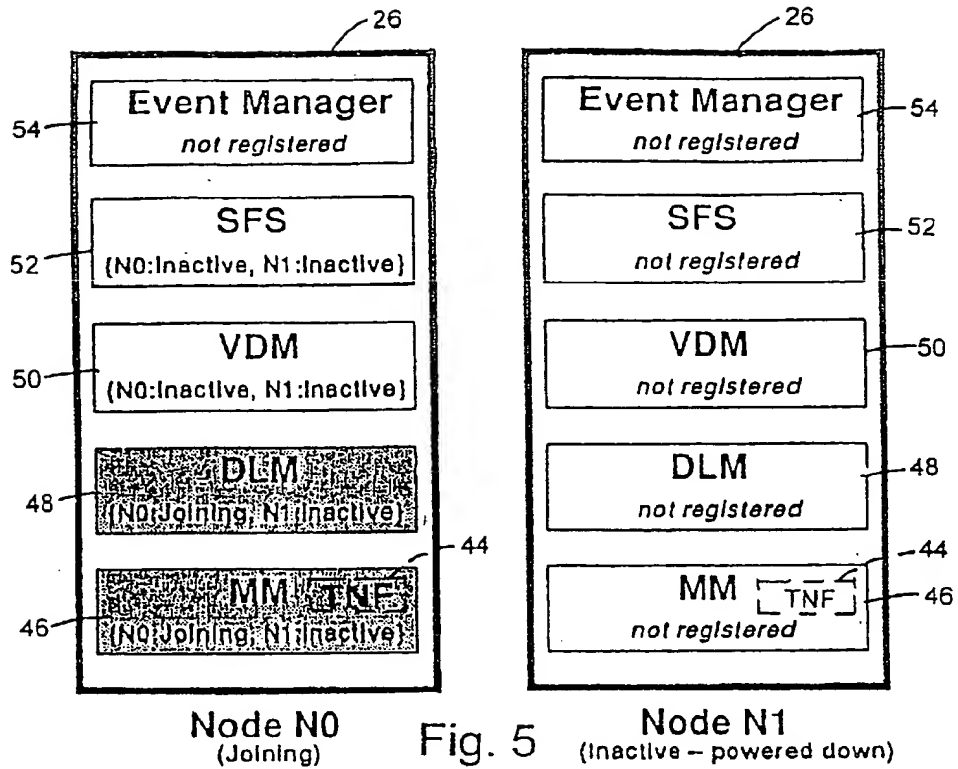 26
26
Event Manager
not registered
54
SFS
{N0:Inactive, N1:Inactive}
52
VDM
{N0:Inactive, N1:Inactive}
50
DLM
{N0:Joining, N1:Inactive}
48
44
MM TNF
{N0:Joining, N1:Inactive}
46
Node N0
(Joining)
Event Manager
not registered
54
SFS
not registered
52
VDM
not registered
50
DLM
not registered
48
44
MM TNF
not registered
46
Node N1
(Inactive – powered down)
Fig. 5